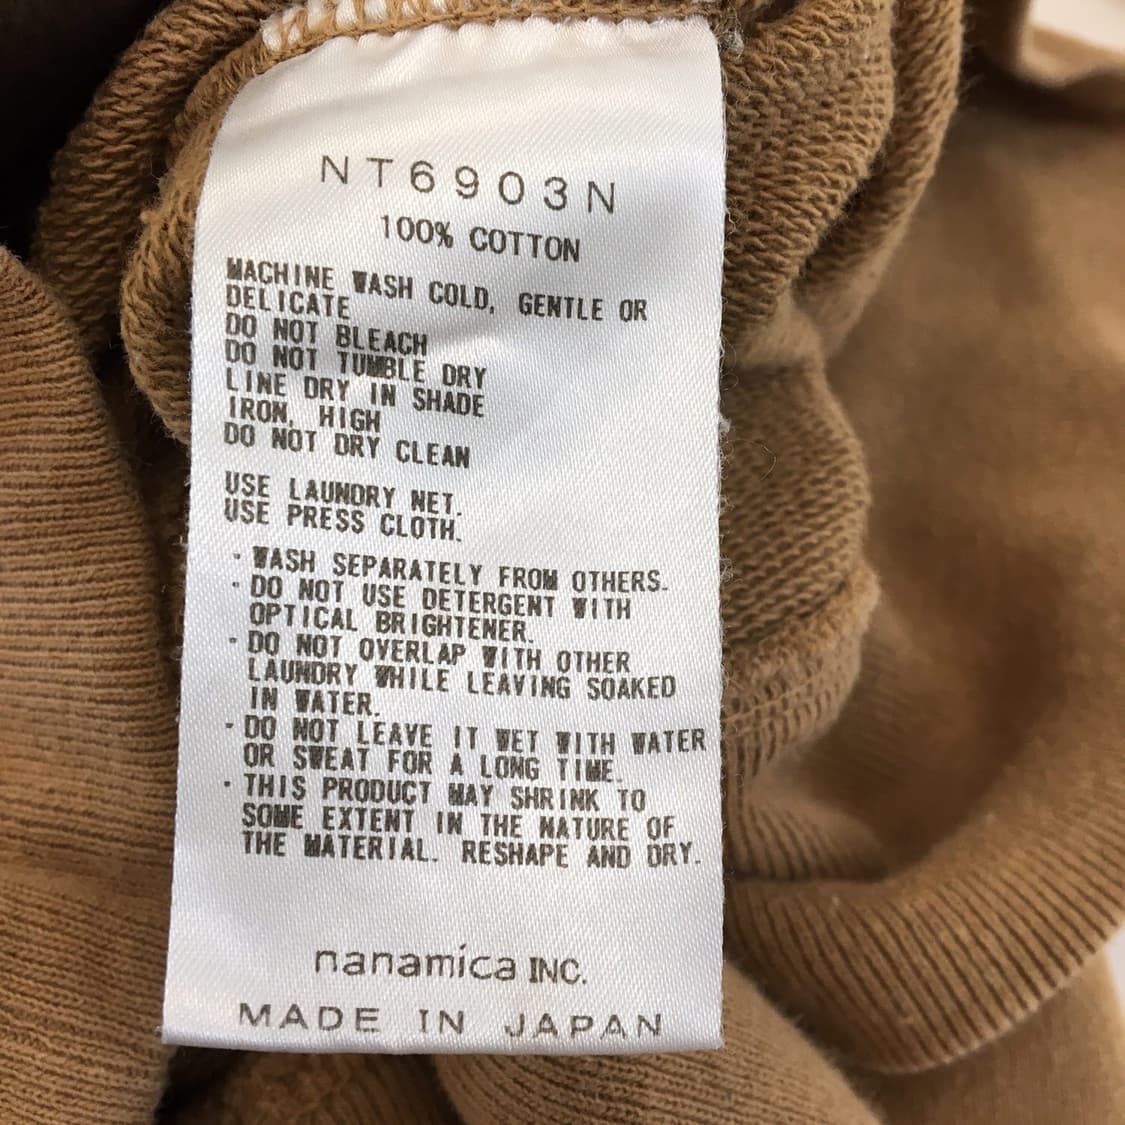 NT6903N
100% COTTON
MACHINE WASH COLD, GENTLE OR
DELICATE
DO NOT BLEACH
DO NOT TUMBLE DRY
LINE DRY IN SHADE
IRON, HIGH
DO NOT DRY CLEAN
USE LAUNDRY NET.
USE PRESS CLOTH.
・WASH SEPARATELY FROM OTHERS.
・DO NOT USE DETERGENT WITH
OPTICAL BRIGHTENER.
・DO NOT OVERLAP WITH OTHER
LAUNDRY WHILE LEAVING SOAKED
IN WATER.
・DO NOT LEAVE IT WET WITH WATER
OR SWEAT FOR A LONG TIME.
・THIS PRODUCT MAY SHRINK TO
SOME EXTENT IN THE NATURE OF
THE MATERIAL. RESHAPE AND DRY.
nanamica INC.
MADE IN JAPAN